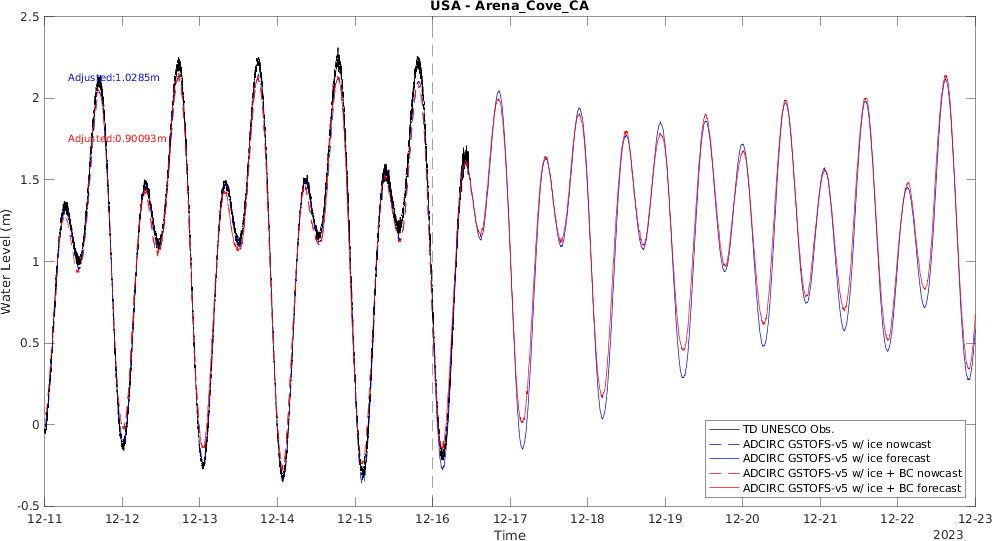 USA - Arena_Cove_CA
2.5
2
1.5
1
0.5
0
-0.5
Water Level (m)
Adjusted:1.0285m
Adjusted:0.90093m
TD UNESCO Obs.
ADCIRC GSTOFS-v5 w/ ice nowcast
ADCIRC GSTOFS-v5 w/ ice forecast
ADCIRC GSTOFS-v5 w/ ice + BC nowcast
ADCIRC GSTOFS-v5 w/ ice + BC forecast
12-11 12-12 12-13 12-14 12-15 12-16 12-17 12-18 12-19 12-20 12-21 12-22 12-23
Time
2023